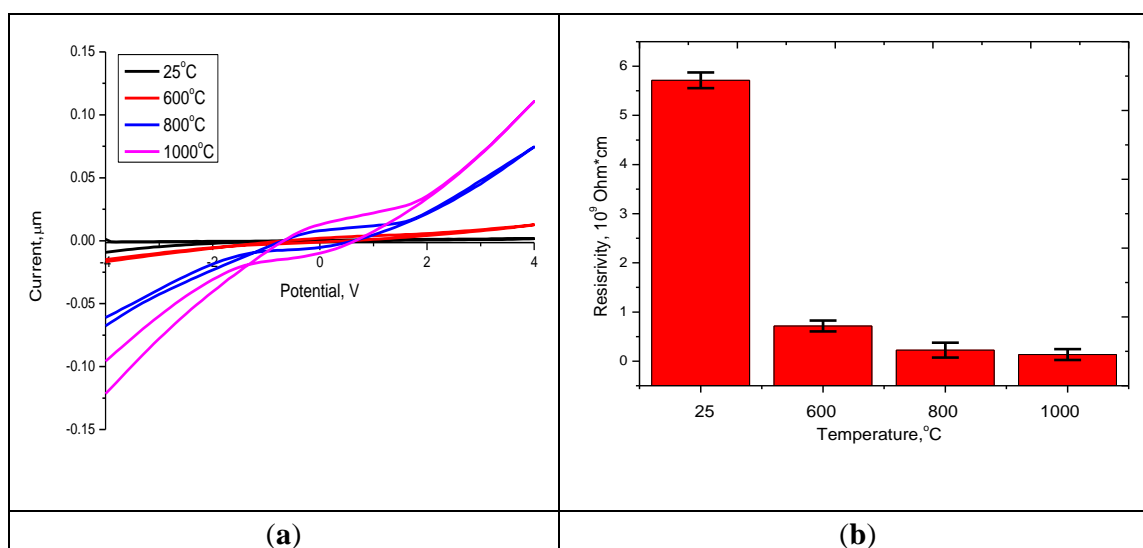 0.15
0.10
0.05
0.00
-0.05
-0.10
-0.15
Current,µm
25°C
600°C
800°C
1000°C
-4
-2
0
2
4
Potential, V
(a)
6
5
4
3
2
1
0
Resisrivity, 10⁹ Ohm*cm
25
600
800
1000
Temperature,°C
(b)